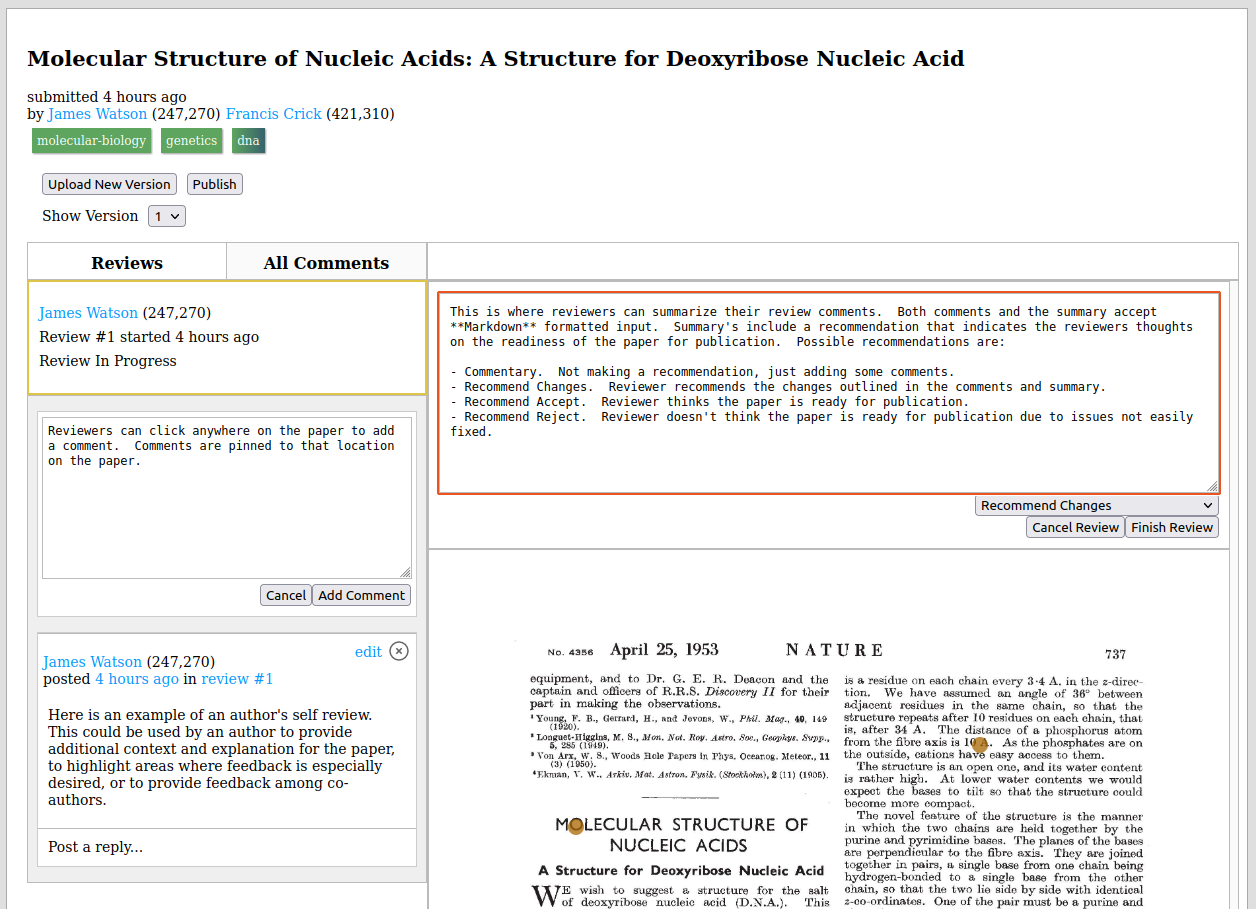 Molecular Structure of Nucleic Acids: A Structure for Deoxyribose Nucleic Acid
submitted 4 hours ago
by James Watson (247,270) Francis Crick (421,310)
molecular-biology genetics dna
Upload New Version Publish
Show Version 1
Reviews All Comments
James Watson (247,270)
Review #1 started 4 hours ago
Review In Progress
Reviewers can click anywhere on the paper to add
a comment.  Comments are pinned to that location
on the paper.
Cancel Add Comment
James Watson (247,270)
edit
posted 4 hours ago in review #1
Here is an example of an author's self review.
This could be used by an author to provide
additional context and explanation for the paper,
to highlight areas where feedback is especially
desired, or to provide feedback among co-
authors.
Post a reply...
This is where reviewers can summarize their review comments.  Both comments and the summary accept
**Markdown** formatted input.  Summary's include a recommendation that indicates the reviewers thoughts
on the readiness of the paper for publication.  Possible recommendations are:
- Commentary.  Not making a recommendation, just adding some comments.
- Recommend Changes.  Reviewer recommends the changes outlined in the comments and summary.
- Recommend Accept.  Reviewer thinks the paper is ready for publication.
- Recommend Reject.  Reviewer doesn't think the paper is ready for publication due to issues not easily
fixed.
Recommend Changes
Cancel Review Finish Review
No. 4356 April 25, 1953 NATURE 737
equipment, and to Dr. G. E. R. Deacon and the
captain and officers of R.R.S. Discovery II for their
part in making the observations.
¹ Young, F. B., Gerrard, H., and Jevons, W., Phil. Mag., 40, 149
(1920).
² Longuet-Higgins, M. S., Mon. Not. Roy. Astro. Soc., Geophys. Supp.,
5, 285 (1949).
³ Von Arx, W. S., Woods Hole Papers in Phys. Oceanog. Meteor., 11
(3) (1950).
⁴ Ekman, V. W., Arkiv. Mat. Astron. Fysik. (Stockholm), 2 (11) (1905).
MOLECULAR STRUCTURE OF
NUCLEIC ACIDS
A Structure for Deoxyribose Nucleic Acid
WE wish to suggest a structure for the salt
of deoxyribose nucleic acid (D.N.A.). This
is a residue on each chain every 3·4 A. in the z-direc-
tion. We have assumed an angle of 36° between
adjacent residues in the same chain, so that the
structure repeats after 10 residues on each chain, that
is, after 34 A. The distance of a phosphorus atom
from the fibre axis is 10 A. As the phosphates are on
the outside, cations have easy access to them.
The structure is an open one, and its water content
is rather high. At lower water contents we would
expect the bases to tilt so that the structure could
become more compact.
The novel feature of the structure is the manner
in which the two chains are held together by the
purine and pyrimidine bases. The planes of the bases
are perpendicular to the fibre axis. They are joined
together in pairs, a single base from one chain being
hydrogen-bonded to a single base from the other
chain, so that the two lie side by side with identical
z-co-ordinates. One of the pair must be a purine and